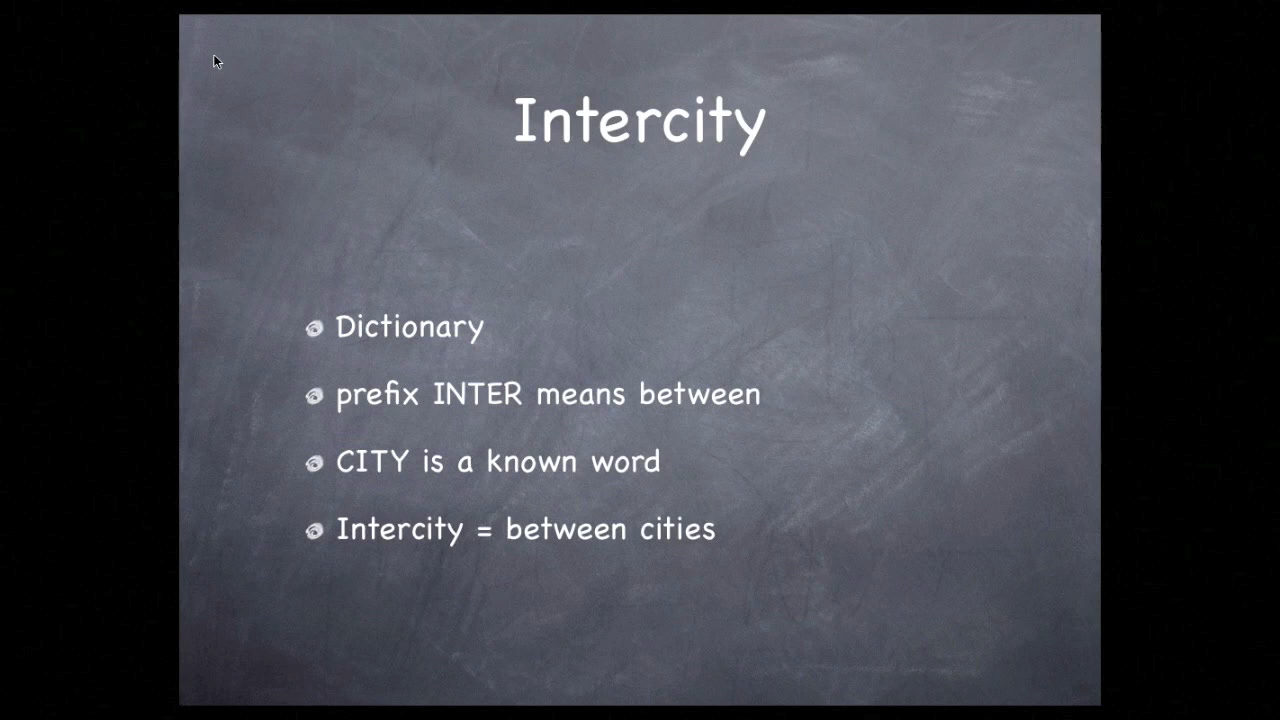 Intercity
Dictionary
prefix INTER means between
CITY is a known word
Intercity = between cities